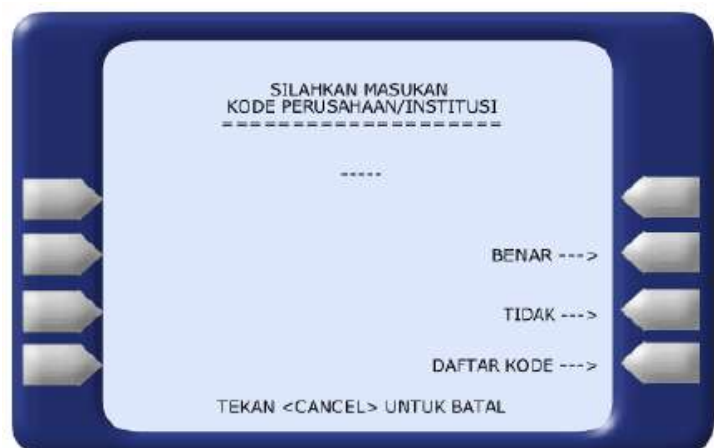 SILAHKAN MASUKAN
KODE PERUSAHAAN/INSTITUSI
====================
-----
BENAR --->
TIDAK --->
DAFTAR KODE --->
TEKAN <CANCEL> UNTUK BATAL